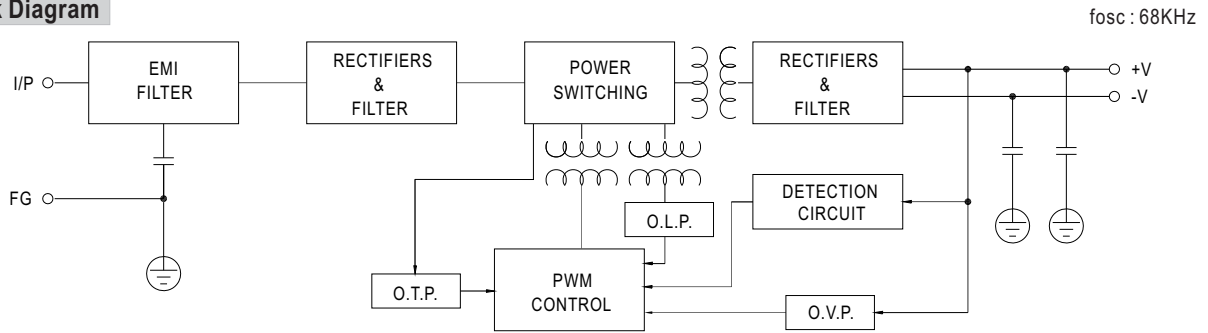 Diagram
fosc : 68KHz
I/P
EMI
FILTER
RECTIFIERS
&
FILTER
POWER
SWITCHING
RECTIFIERS
&
FILTER
+V
-V
FG
DETECTION
CIRCUIT
O.L.P.
O.T.P.
PWM
CONTROL
O.V.P.